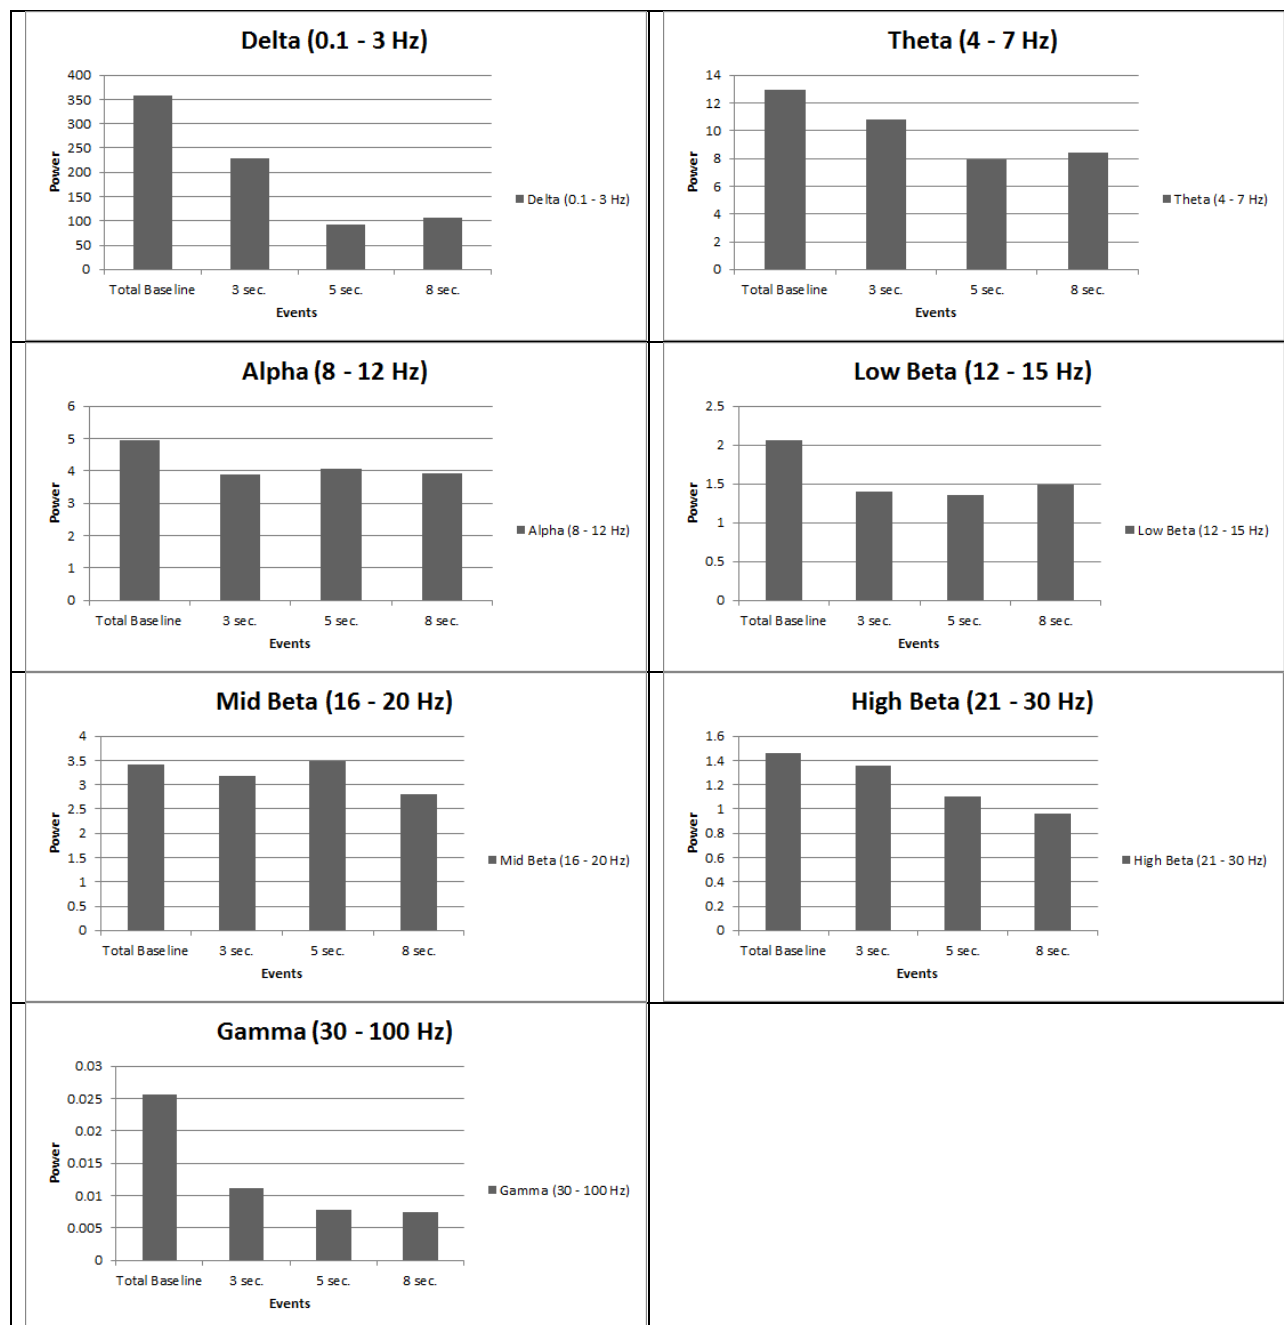 Delta (0.1 - 3 Hz)
400
350
300
250
200
150
100
50
0
Power
Total Baseline 3 sec. 5 sec. 8 sec.
Events
Delta (0.1 - 3 Hz)
Theta (4 - 7 Hz)
14
12
10
8
6
4
2
0
Power
Total Baseline 3 sec. 5 sec. 8 sec.
Events
Theta (4 - 7 Hz)
Alpha (8 - 12 Hz)
6
5
4
3
2
1
0
Power
Total Baseline 3 sec. 5 sec. 8 sec.
Events
Alpha (8 - 12 Hz)
Low Beta (12 - 15 Hz)
2.5
2
1.5
1
0.5
0
Power
Total Baseline 3 sec. 5 sec. 8 sec.
Events
Low Beta (12 - 15 Hz)
Mid Beta (16 - 20 Hz)
4
3.5
3
2.5
2
1.5
1
0.5
0
Power
Total Baseline 3 sec. 5 sec. 8 sec.
Events
Mid Beta (16 - 20 Hz)
High Beta (21 - 30 Hz)
1.6
1.4
1.2
1
0.8
0.6
0.4
0.2
0
Power
Total Baseline 3 sec. 5 sec. 8 sec.
Events
High Beta (21 - 30 Hz)
Gamma (30 - 100 Hz)
0.03
0.025
0.02
0.015
0.01
0.005
0
Power
Total Baseline 3 sec. 5 sec. 8 sec.
Events
Gamma (30 - 100 Hz)